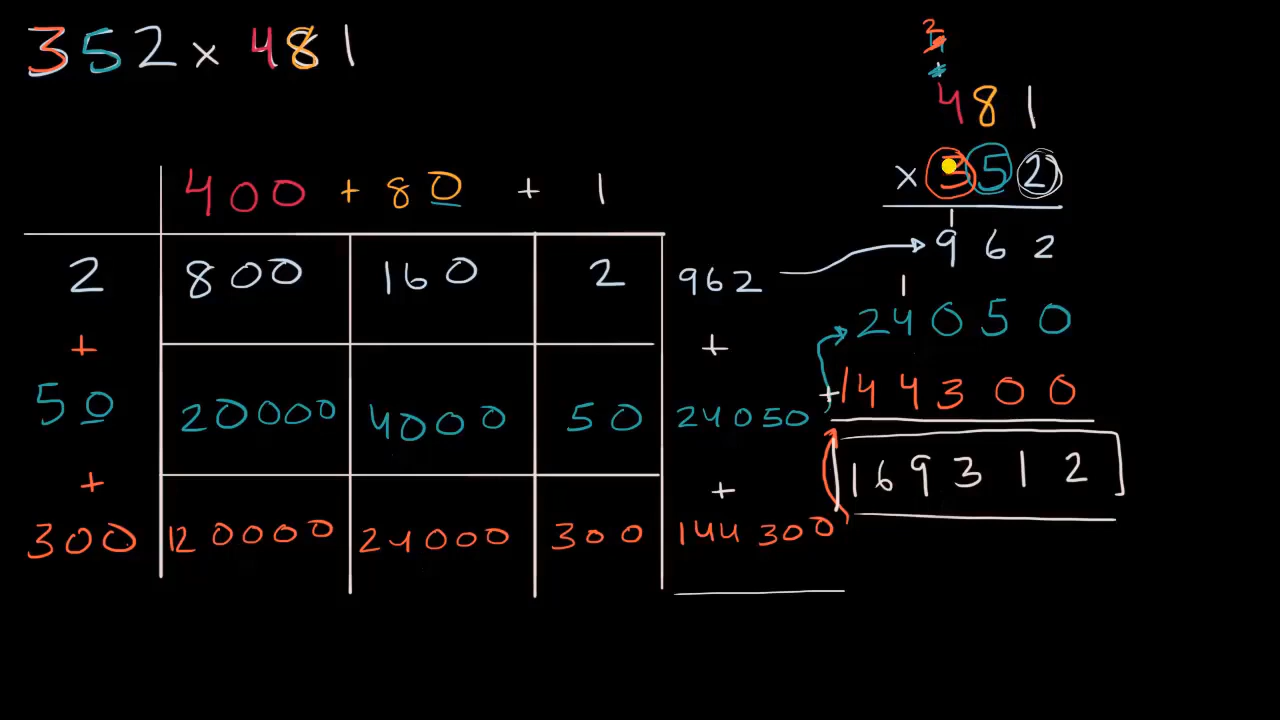 352 × 481
400 + 80 + 1
2 800 160 2 962
+ +
50 20000 4000 50 24050
+ +
300 120000 24000 300 144300
481
× 352
1
962
1
24050
+ 144300
169312